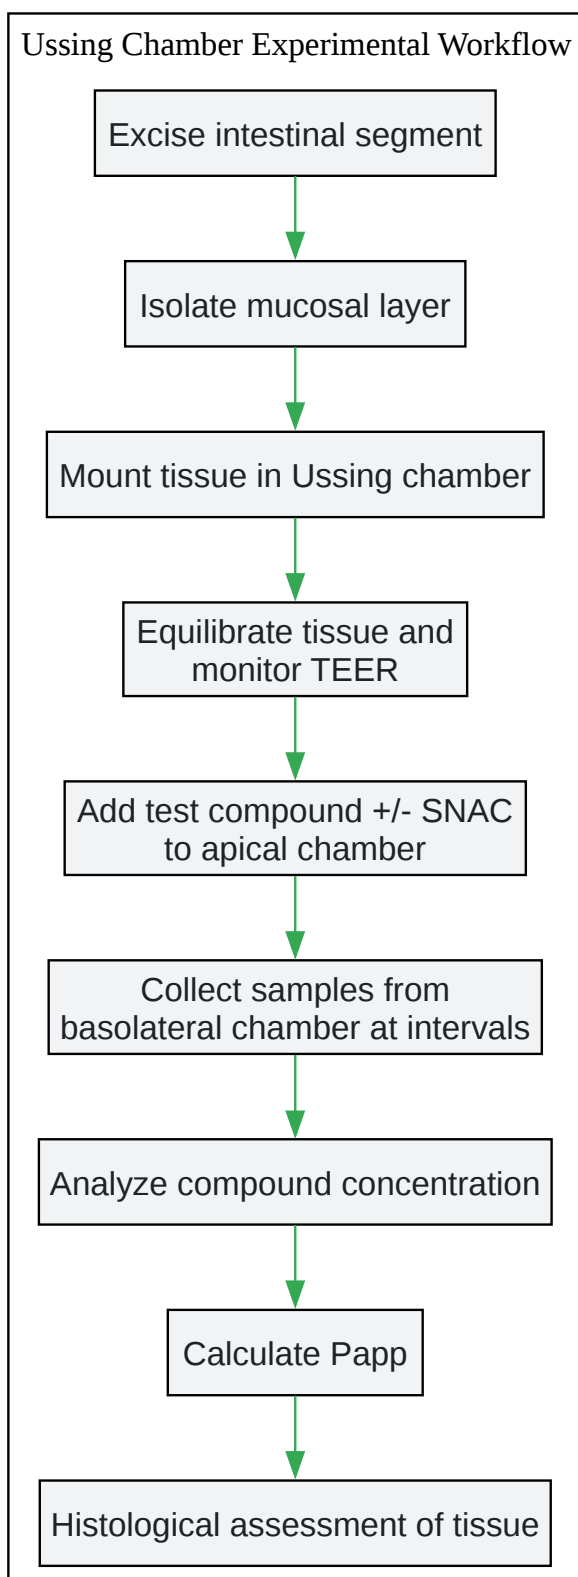 Ussing Chamber Experimental Workflow
Excise intestinal segment
Isolate mucosal layer
Mount tissue in Ussing chamber
Equilibrate tissue and
monitor TEER
Add test compound +/- SNAC
to apical chamber
Collect samples from
basolateral chamber at intervals
Analyze compound concentration
Calculate Papp
Histological assessment of tissue